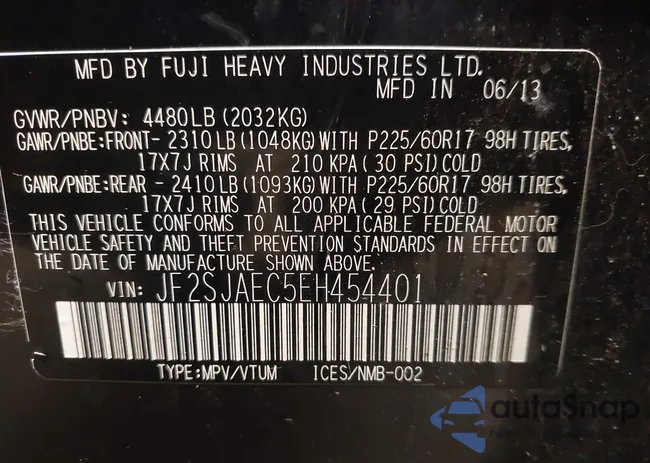 MFD BY FUJI HEAVY INDUSTRIES LTD.
MFD IN 06/13
GVWR/PNBV: 4480LB (2032KG)
GAWR/PNBE:FRONT- 2310LB (1048KG) WITH P225/60R17 98H TIRES,
17X7J RIMS AT 210 KPA (30 PSI) COLD
GAWR/PNBE:REAR - 2410LB (1093KG) WITH P225/60R17 98H TIRES,
17X7J RIMS AT 200 KPA (29 PSI) COLD
THIS VEHICLE CONFORMS TO ALL APPLICABLE FEDERAL MOTOR
VEHICLE SAFETY AND THEFT PREVENTION STANDARDS IN EFFECT ON
THE DATE OF MANUFACTURE SHOWN ABOVE.
VIN: JF2SJAEC5EH454401
TYPE:MPV/VTUM ICES/NMB-002
autoSnap